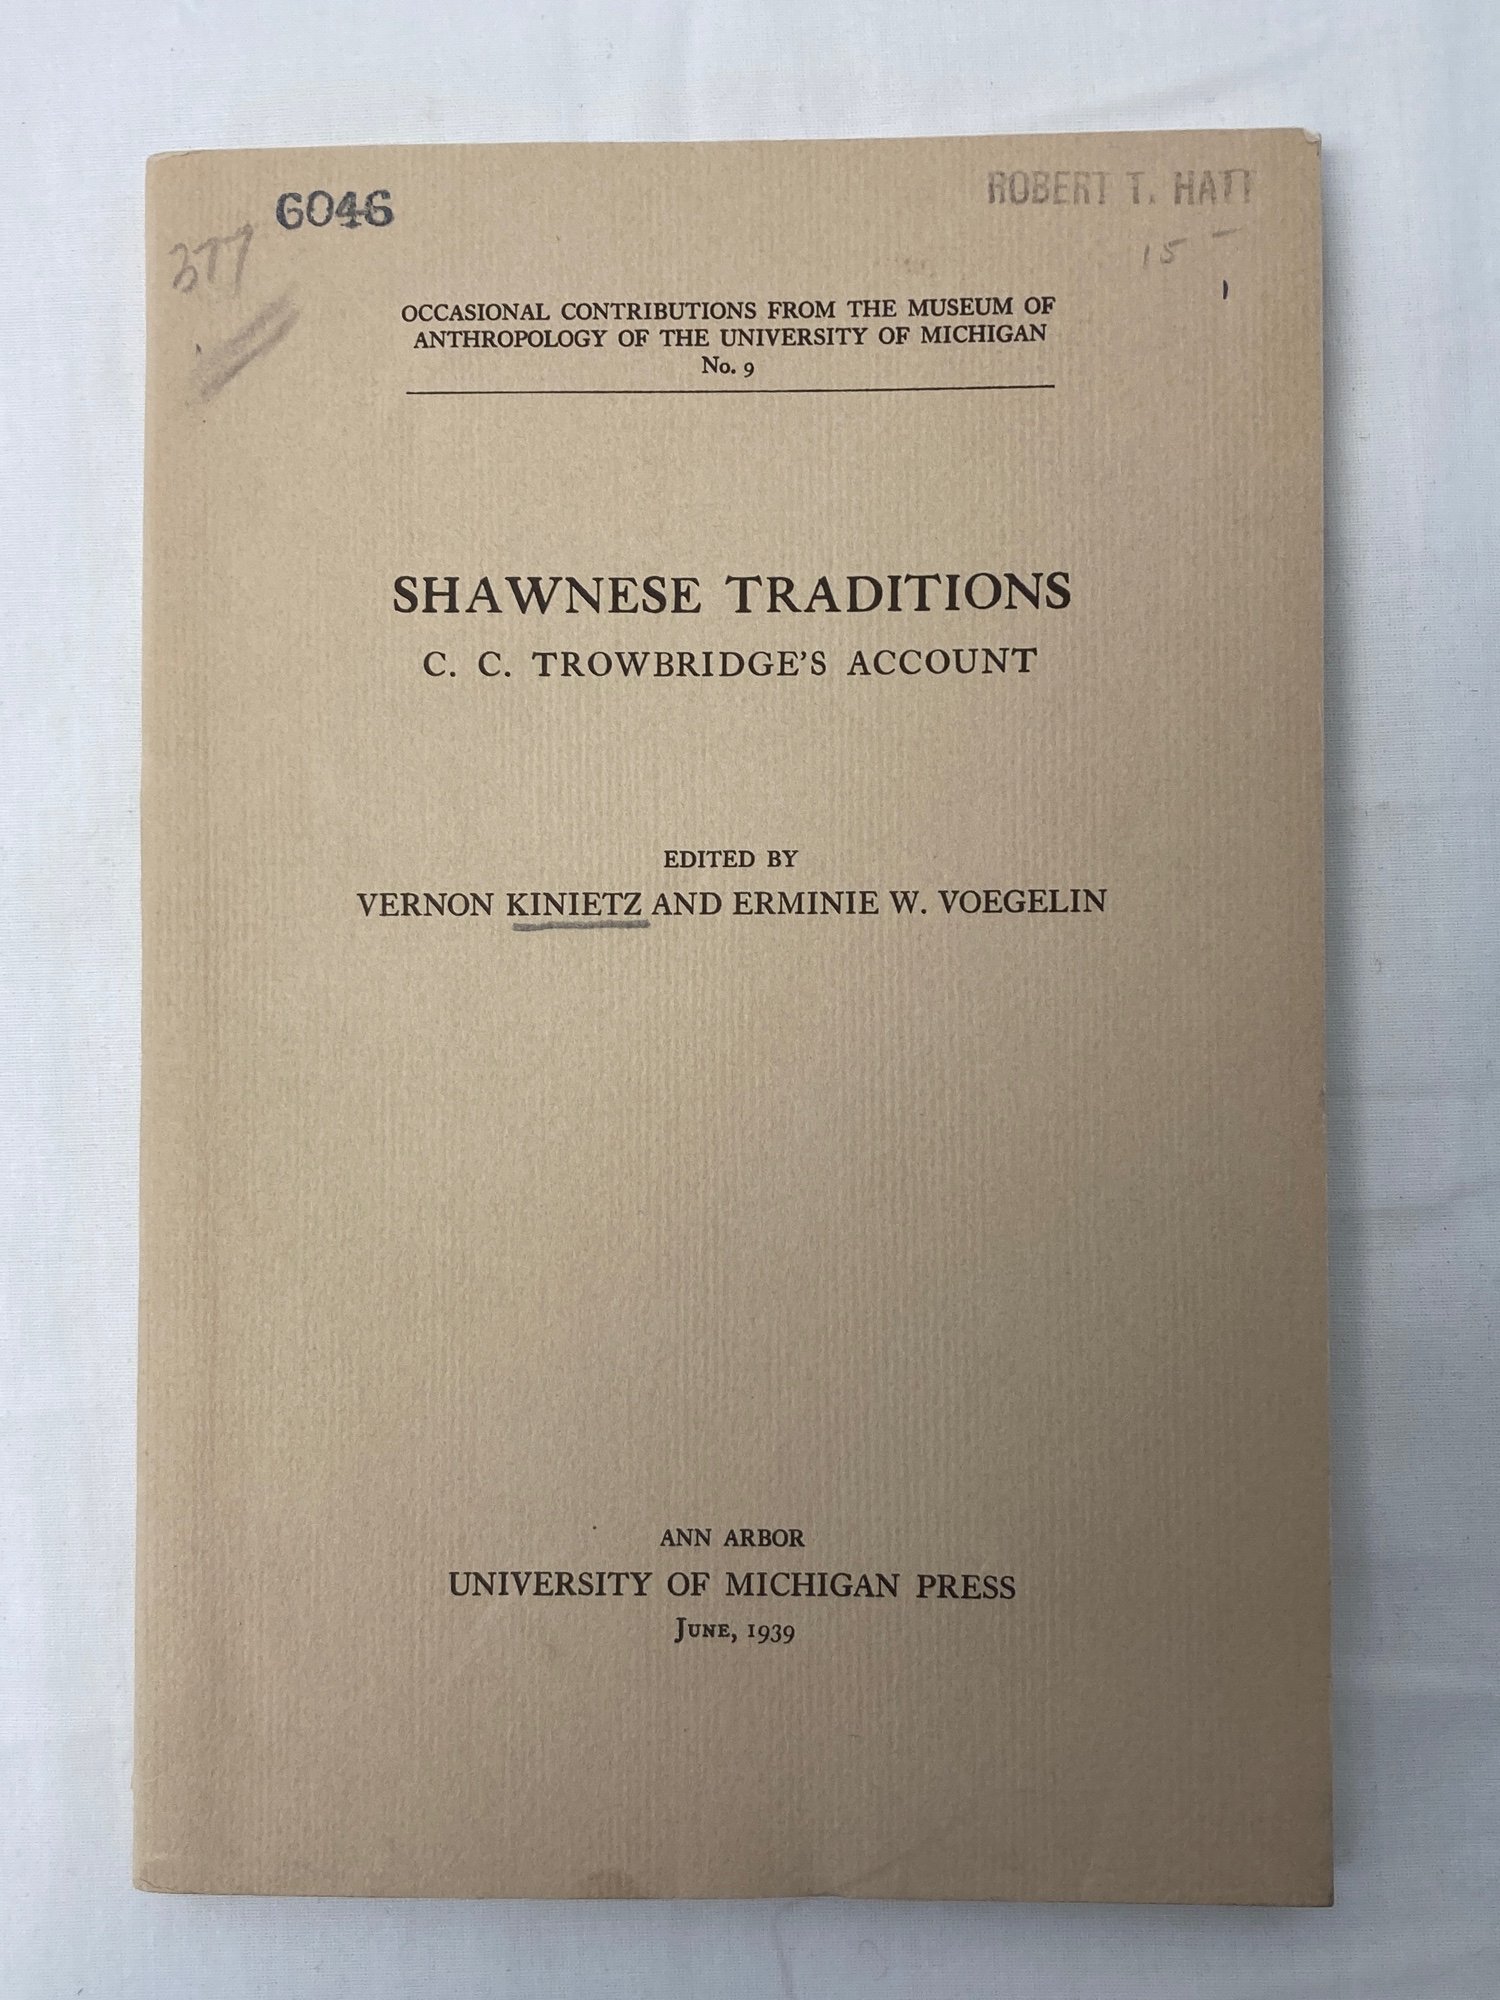 6046
ROBERT T. HATT
377
15 -
OCCASIONAL CONTRIBUTIONS FROM THE MUSEUM OF
ANTHROPOLOGY OF THE UNIVERSITY OF MICHIGAN
No. 9
SHAWNESE TRADITIONS
C. C. TROWBRIDGE'S ACCOUNT
EDITED BY
VERNON KINIETZ AND ERMINIE W. VOEGELIN
ANN ARBOR
UNIVERSITY OF MICHIGAN PRESS
JUNE, 1939